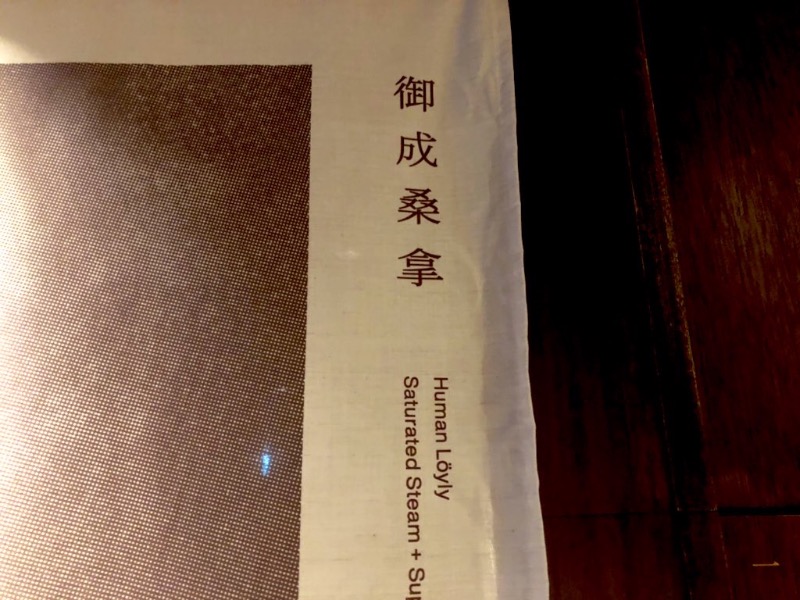 御成桑拿
Human Löyly
Saturated Steam +